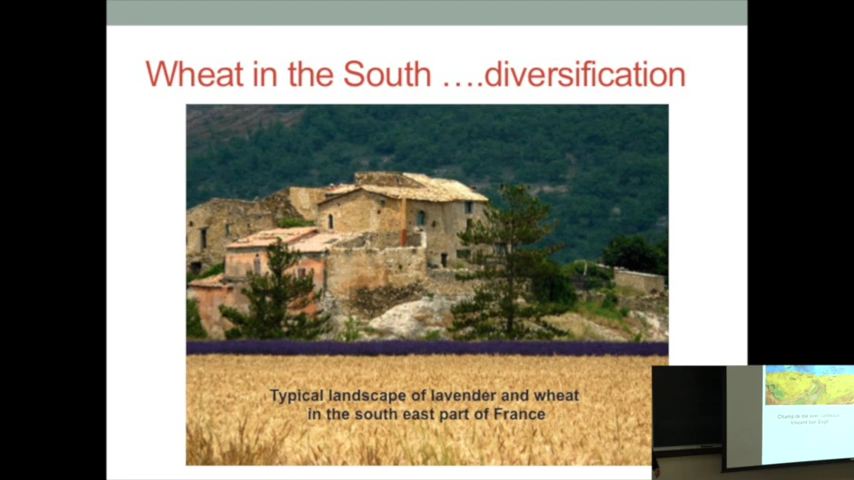 Wheat in the South ….diversification
Typical landscape of lavender and wheat
in the south east part of France